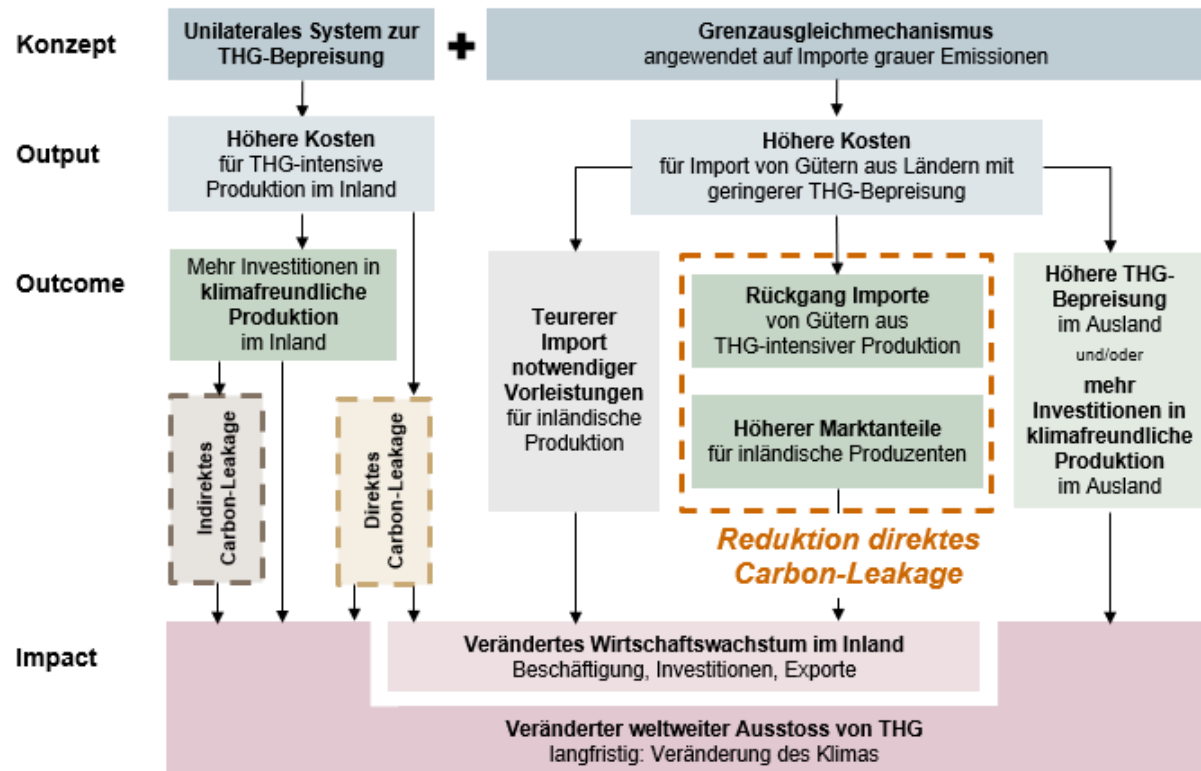 Konzept
Unilaterales System zur
THG-Bepreisung
+
Grenzausgleichmechanismus
angewendet auf Importe grauer Emissionen
Output
Höhere Kosten
für THG-intensive
Produktion im Inland
Höhere Kosten
für Import von Gütern aus Ländern mit
geringerer THG-Bepreisung
Outcome
Mehr Investitionen in
klimafreundliche
Produktion
im Inland
Teurerer
Import
notwendiger
Vorleistungen
für inländische
Produktion
Rückgang Importe
von Gütern aus
THG-intensiver Produktion
Höherer Marktanteile
für inländische Produzenten
Höhere THG-
Bepreisung
im Ausland
und/oder
mehr
Investitionen in
klimafreundliche
Produktion
im Ausland
Indirektes
Carbon-Leakage
Direktes
Carbon-Leakage
Reduktion direktes
Carbon-Leakage
Impact
Verändertes Wirtschaftswachstum im Inland
Beschäftigung, Investitionen, Exporte
Veränderter weltweiter Ausstoss von THG
langfristig: Veränderung des Klimas